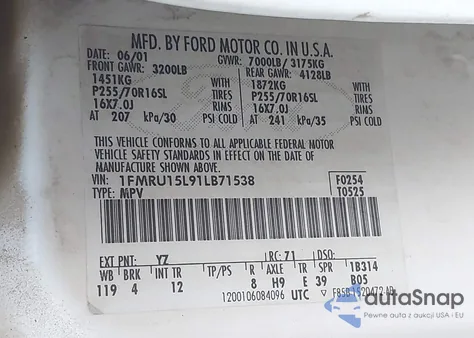 MFD. BY FORD MOTOR CO. IN U.S.A.
DATE: 06/01 GVWR: 7000LB/ 3175KG
FRONT GAWR: 3200LB REAR GAWR: 4128LB
1451KG 1872KG
P255/70R16SL TIRES P255/70R16SL TIRES
16X7.0J RIMS 16X7.0J RIMS
AT 207 kPa/30 PSI COLD AT 241 kPa/35 PSI COLD
THIS VEHICLE CONFORMS TO ALL APPLICABLE FEDERAL MOTOR
VEHICLE SAFETY STANDARDS IN EFFECT ON THE DATE OF MANUFACTURE
SHOWN ABOVE.
VIN: 1FMRU15L91LB71538 F0254
TYPE: MPV T0525
EXT PNT: YZ RC: 71 DSO:
WB BRK INT TR TP/PS R AXLE TR SPR 1B314
119 4 12 8 H9 E 39 B05
1200106084096 UTC
autoSnap
Pewne auta z USA i EU